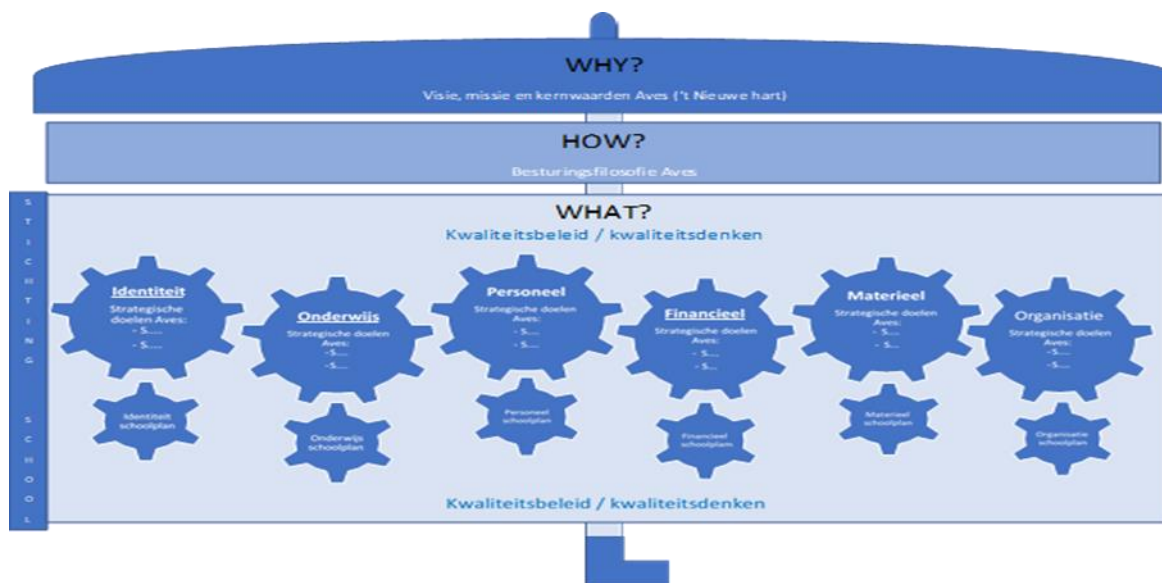 WHY?
Visie, missie en kernwaarden Aves ('t Nieuwe hart)
HOW?
Besturingsfilosofie Aves
WHAT?
Kwaliteitsbeleid / kwaliteitsdenken
STICHTING
SCHOOL
Identiteit
Strategische
doelen Aves:
- S....
- S.....
Onderwijs
Strategische doelen
Aves:
-S....
-S....
Personeel
Strategische doelen
Aves:
- S....
- S....
Financieel
Strategische doelen
Aves:
-S....
- S...
Materieel
Strategische doelen
Aves:
- S....
- S...
Organisatie
Strategische doelen
Aves:
-S....
-S....
Identiteit
schoolplan
Onderwijs
schoolplan
Personeel
schoolplan
Financieel
schoolplan
Materieel
schoolplan
Organisatie
schoolplan
Kwaliteitsbeleid / kwaliteitsdenken